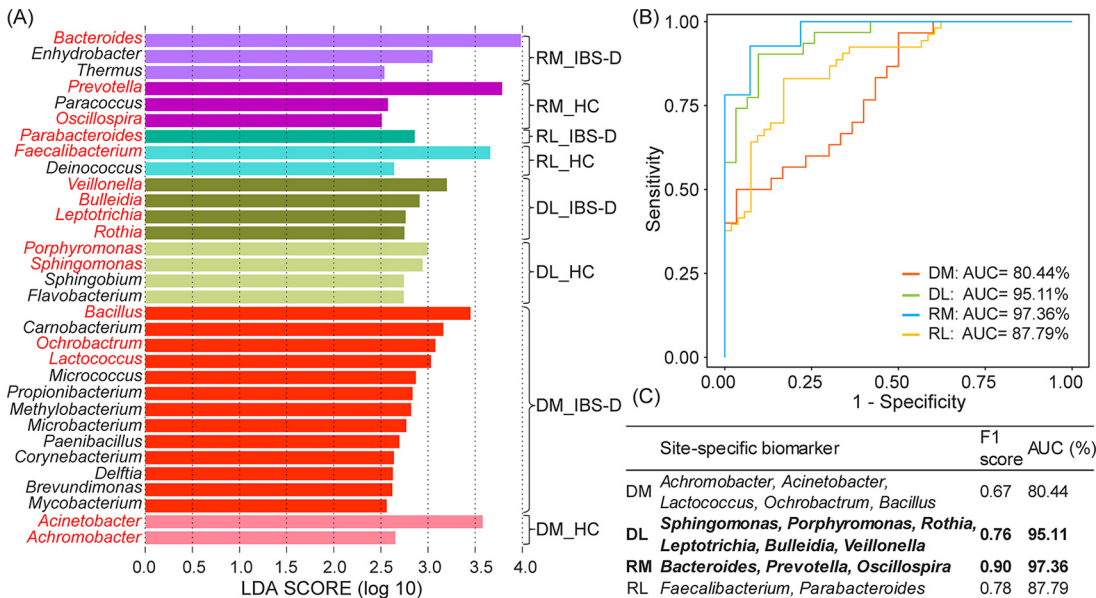 (A)
Bacteroides
Enhydrobacter
Thermus
Prevotella
Paracoccus
Oscillospira
Parabacteroides
Faecalibacterium
Deinococcus
Veillonella
Bulleidia
Leptotrichia
Rothia
Porphyromonas
Sphingomonas
Sphingobium
Flavobacterium
Bacillus
Carnobacterium
Ochrobactrum
Lactococcus
Micrococcus
Propionibacterium
Methylobacterium
Microbacterium
Paenibacillus
Corynebacterium
Delftia
Brevundimonas
Mycobacterium
Acinetobacter
Achromobacter
RM_IBS-D
RM_HC
RL_IBS-D
RL_HC
DL_IBS-D
DL_HC
DM_IBS-D
DM_HC
0.0 0.5 1.0 1.5 2.0 2.5 3.0 3.5 4.0
LDA SCORE (log 10)
(B)
1.00
0.75
0.50
0.25
0.00
Sensitivity
DM: AUC= 80.44%
DL: AUC= 95.11%
RM: AUC= 97.36%
RL: AUC= 87.79%
0.00 0.25 0.50 0.75 1.00
1 - Specificity
(C)
Site-specific biomarker F1 score AUC (%)
DM Achromobacter, Acinetobacter,
Lactococcus, Ochrobactrum, Bacillus 0.67 80.44
DL Sphingomonas, Porphyromonas, Rothia,
Leptotrichia, Bulleidia, Veillonella 0.76 95.11
RM Bacteroides, Prevotella, Oscillospira 0.90 97.36
RL Faecalibacterium, Parabacteroides 0.78 87.79